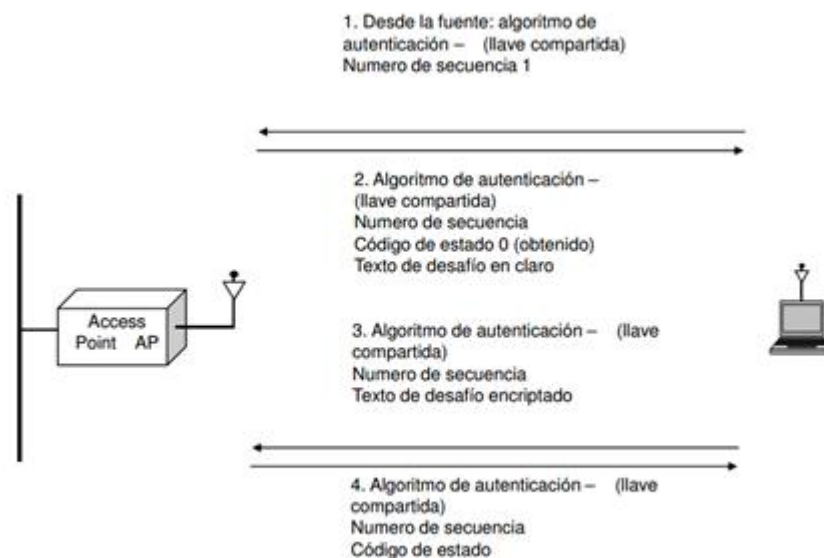 1. Desde la fuente: algoritmo de
autenticación – (llave compartida)
Numero de secuencia 1
2. Algoritmo de autenticación –
(llave compartida)
Numero de secuencia
Código de estado 0 (obtenido)
Texto de desafío en claro
Access
Point AP
3. Algoritmo de autenticación – (llave
compartida)
Numero de secuencia
Texto de desafío encriptado
4. Algoritmo de autenticación – (llave
compartida)
Numero de secuencia
Código de estado